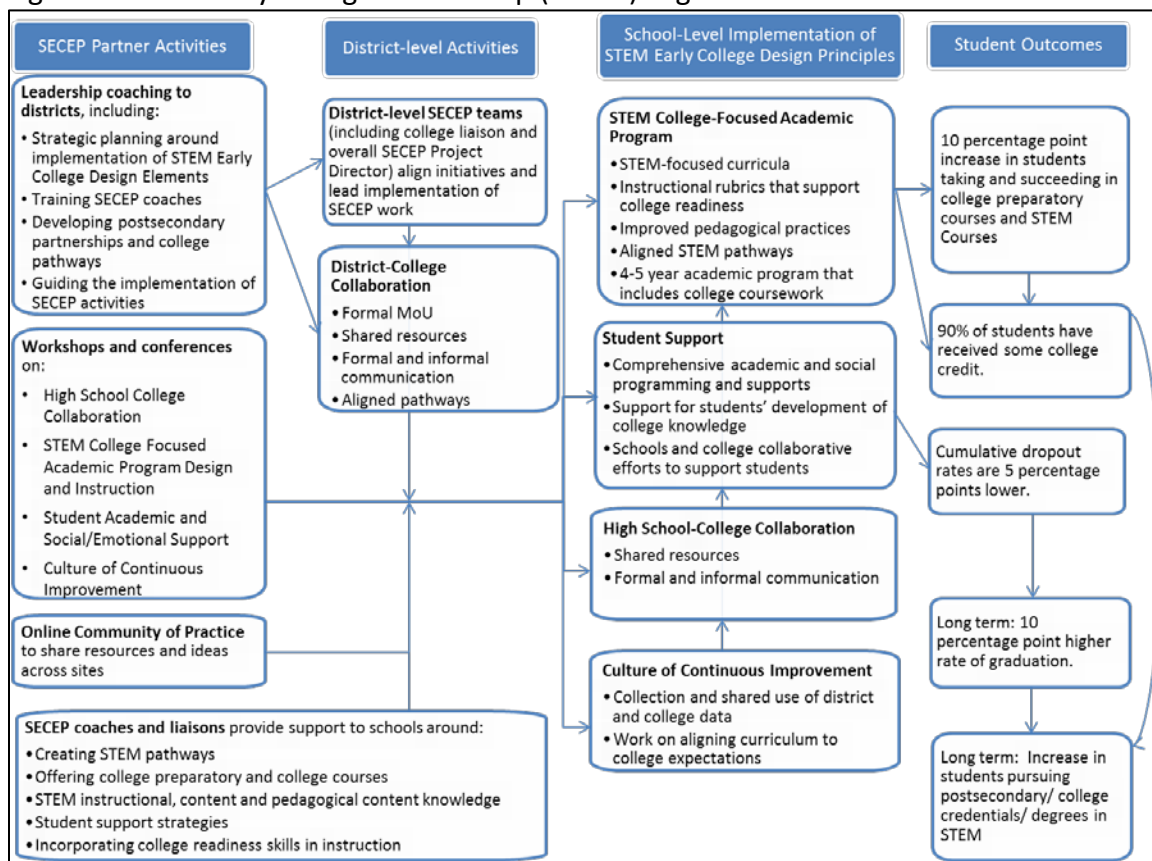 SECEP Partner Activities
Leadership coaching to
districts, including:
• Strategic planning around
implementation of STEM Early
College Design Elements
• Training SECEP coaches
• Developing postsecondary
partnerships and college
pathways
• Guiding the implementation of
SECEP activities
Workshops and conferences
on:
• High School College
Collaboration
• STEM College Focused
Academic Program Design
and Instruction
• Student Academic and
Social/Emotional Support
• Culture of Continuous
Improvement
Online Community of Practice
to share resources and ideas
across sites
SECEP coaches and liaisons provide support to schools around:
• Creating STEM pathways
• Offering college preparatory and college courses
• STEM instructional, content and pedagogical content knowledge
• Student support strategies
• Incorporating college readiness skills in instruction
District-level Activities
District-level SECEP teams
(including college liaison and
overall SECEP Project
Director) align initiatives and
lead implementation of
SECEP work
District-College
Collaboration
• Formal MoU
• Shared resources
• Formal and informal
communication
• Aligned pathways
School-Level Implementation of
STEM Early College Design Principles
STEM College-Focused Academic
Program
• STEM-focused curricula
• Instructional rubrics that support
college readiness
• Improved pedagogical practices
• Aligned STEM pathways
• 4-5 year academic program that
includes college coursework
Student Support
• Comprehensive academic and social
programming and supports
• Support for students' development of
college knowledge
• Schools and college collaborative
efforts to support students
High School-College Collaboration
• Shared resources
• Formal and informal communication
Culture of Continuous Improvement
• Collection and shared use of district
and college data
• Work on aligning curriculum to
college expectations
Student Outcomes
10 percentage point
increase in students
taking and succeeding in
college preparatory
courses and STEM
Courses
90% of students have
received some college
credit.
Cumulative dropout
rates are 5 percentage
points lower.
Long term: 10
percentage point higher
rate of graduation.
Long term: Increase in
students pursuing
postsecondary/ college
credentials/ degrees in
STEM